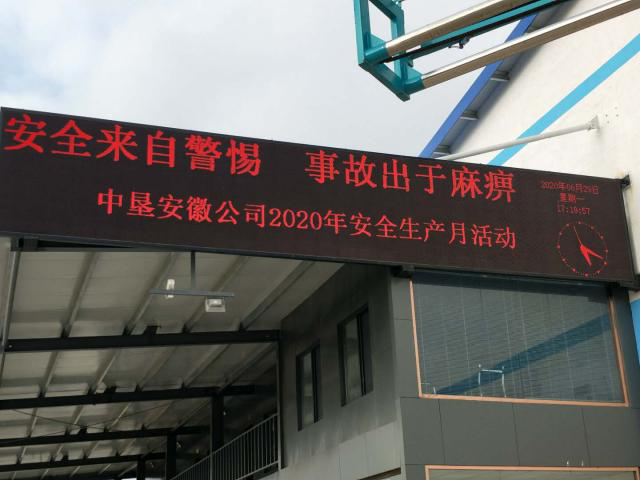 安全来自警惕 事故出于麻痹
中垦安徽公司2020年安全生产月活动
2020年06月29日
星期一
17:19:57